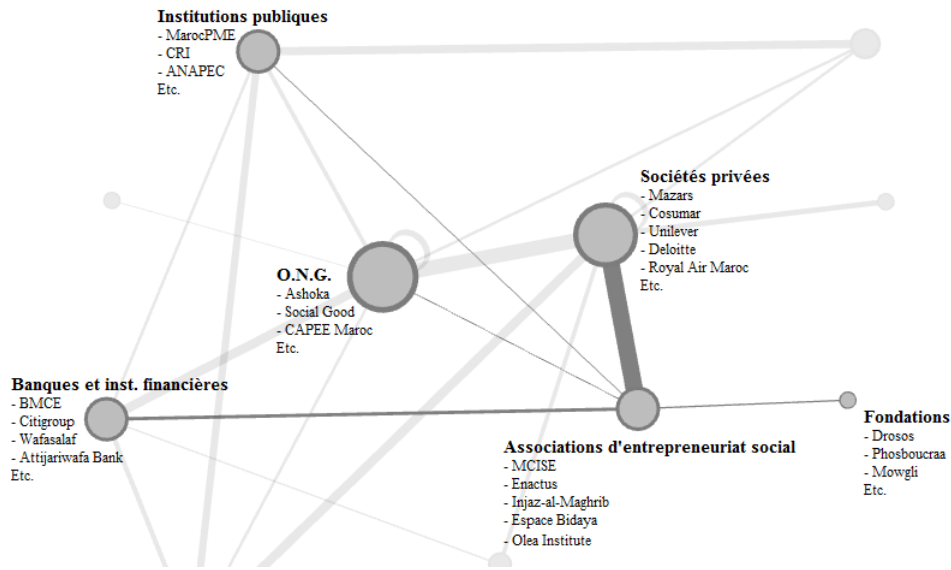 Institutions publiques
- MarocPME
- CRI
- ANAPEC
Etc.
Sociétés privées
- Mazars
- Cosumar
- Unilever
- Deloitte
- Royal Air Maroc
Etc.
O.N.G.
- Ashoka
- Social Good
- CAPEE Maroc
Etc.
Banques et inst. financières
- BMCE
- Citigroup
- Wafasalaf
- Attijariwafa Bank
Etc.
Associations d'entrepreneuriat social
- MCISE
- Enactus
- Injaz-al-Maghrib
- Espace Bidaya
- Olea Institute
Fondations
- Drosos
- Phosboucraa
- Mowgli
Etc.